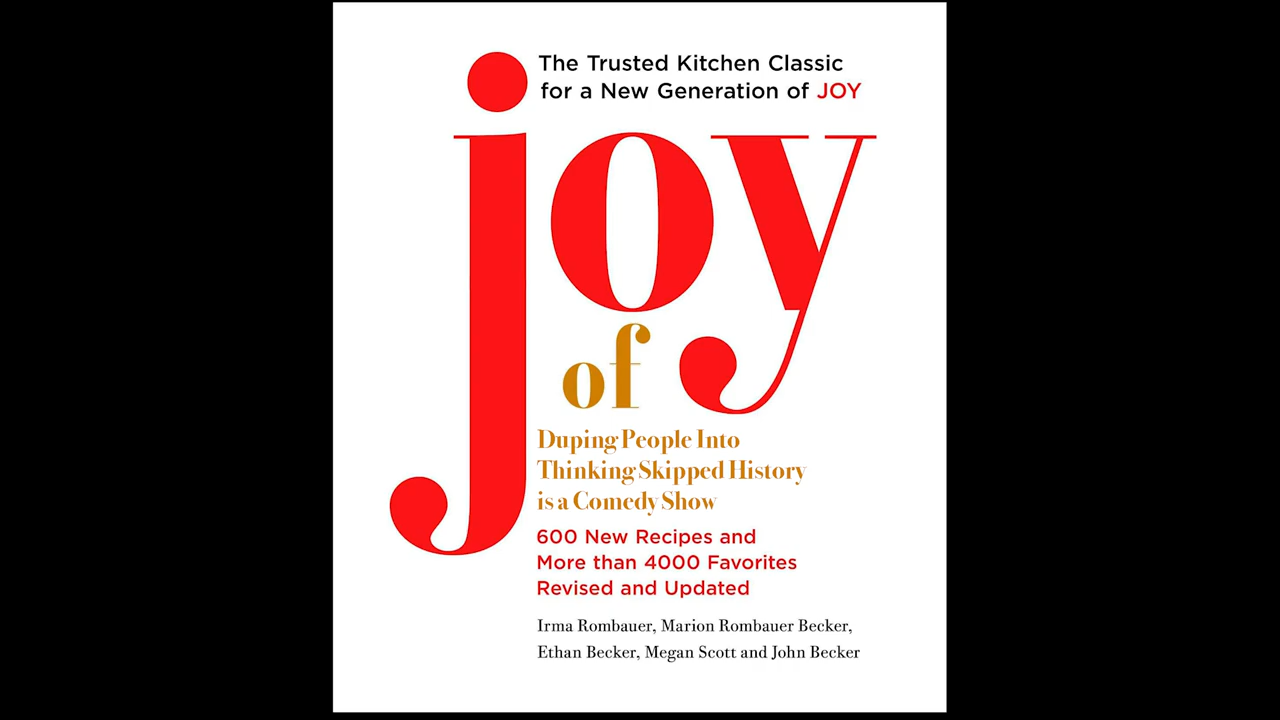 The Trusted Kitchen Classic
for a New Generation of JOY
joy
of
Duping People Into
Thinking Skipped History
is a Comedy Show
600 New Recipes and
More than 4000 Favorites
Revised and Updated
Irma Rombauer, Marion Rombauer Becker,
Ethan Becker, Megan Scott and John Becker